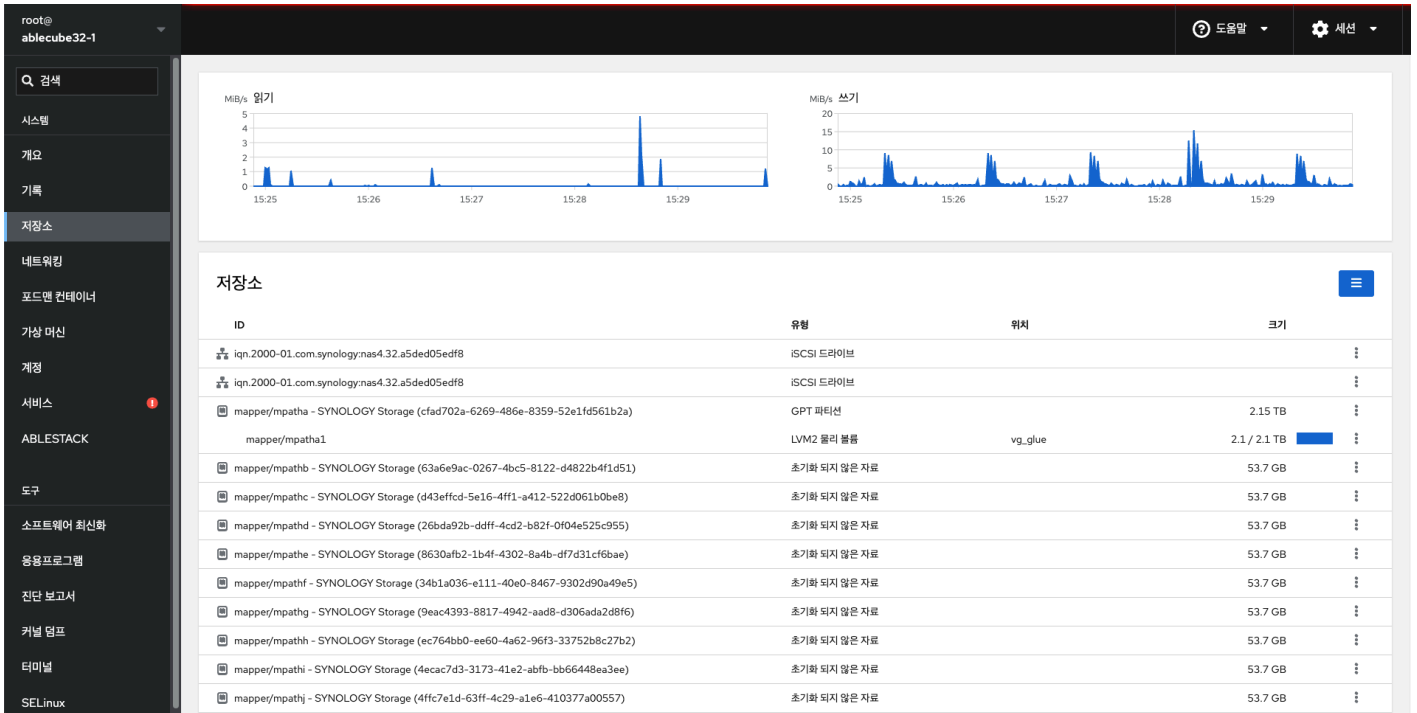 root@
ablecube32-1
도움말
세션
검색
시스템
개요
기록
저장소
네트워킹
포드맨 컨테이너
가상 머신
계정
서비스
ABLESTACK
도구
소프트웨어 최신화
응용프로그램
진단 보고서
커널 덤프
터미널
SELinux
MiB/s 읽기
5
4
3
2
1
0
15:25 15:26 15:27 15:28 15:29
MiB/s 쓰기
20
15
10
5
0
15:25 15:26 15:27 15:28 15:29
저장소
ID 유형 위치 크기
iqn.2000-01.com.synology:nas4.32.a5ded05edf8 iSCSI 드라이브
iqn.2000-01.com.synology:nas4.32.a5ded05edf8 iSCSI 드라이브
mapper/mpatha - SYNOLOGY Storage (cfad702a-6269-486e-8359-52e1fd561b2a) GPT 파티션 2.15 TB
mapper/mpatha1 LVM2 물리 볼륨 vg_glue 2.1 / 2.1 TB
mapper/mpathb - SYNOLOGY Storage (63a6e9ac-0267-4bc5-8122-d4822b4f1d51) 초기화 되지 않은 자료 53.7 GB
mapper/mpathc - SYNOLOGY Storage (d43effcd-5e16-4ff1-a412-522d061b0be8) 초기화 되지 않은 자료 53.7 GB
mapper/mpathd - SYNOLOGY Storage (26bda92b-ddff-4cd2-b82f-0f04e525c955) 초기화 되지 않은 자료 53.7 GB
mapper/mpathe - SYNOLOGY Storage (8630afb2-1b4f-4302-8a4b-df7d31cf6bae) 초기화 되지 않은 자료 53.7 GB
mapper/mpathf - SYNOLOGY Storage (34b1a036-e111-40e0-8467-9302d90a49e5) 초기화 되지 않은 자료 53.7 GB
mapper/mpathg - SYNOLOGY Storage (9eac4393-8817-4942-aad8-d306ada2d8f6) 초기화 되지 않은 자료 53.7 GB
mapper/mpathh - SYNOLOGY Storage (ec764bb0-ee60-4a62-96f3-33752b8c27b2) 초기화 되지 않은 자료 53.7 GB
mapper/mpathi - SYNOLOGY Storage (4ecac7d3-3173-41e2-abfb-bb66448ea3ee) 초기화 되지 않은 자료 53.7 GB
mapper/mpathj - SYNOLOGY Storage (4ffc7e1d-63ff-4c29-a1e6-410377a00557) 초기화 되지 않은 자료 53.7 GB